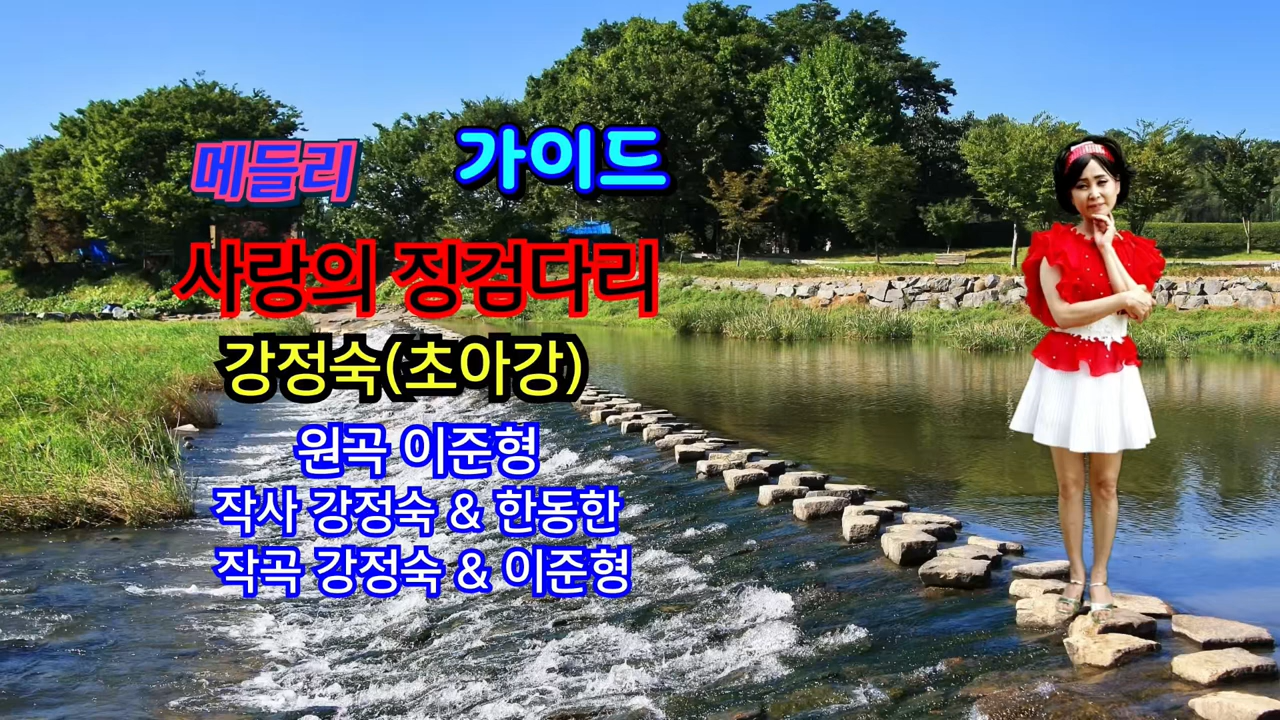 메들리 가이드
사랑의 징검다리
강정숙(초아강)
원곡 이준형
작사 강정숙 & 한동한
작곡 강정숙 & 이준형